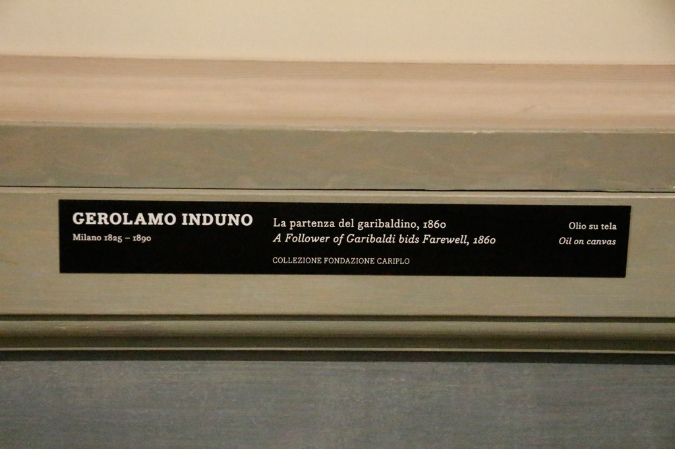 GEROLAMO INDUNO
Milano 1825 – 1890
La partenza del garibaldino, 1860
A Follower of Garibaldi bids Farewell, 1860
COLLEZIONE FONDAZIONE CARIPLO
Olio su tela
Oil on canvas